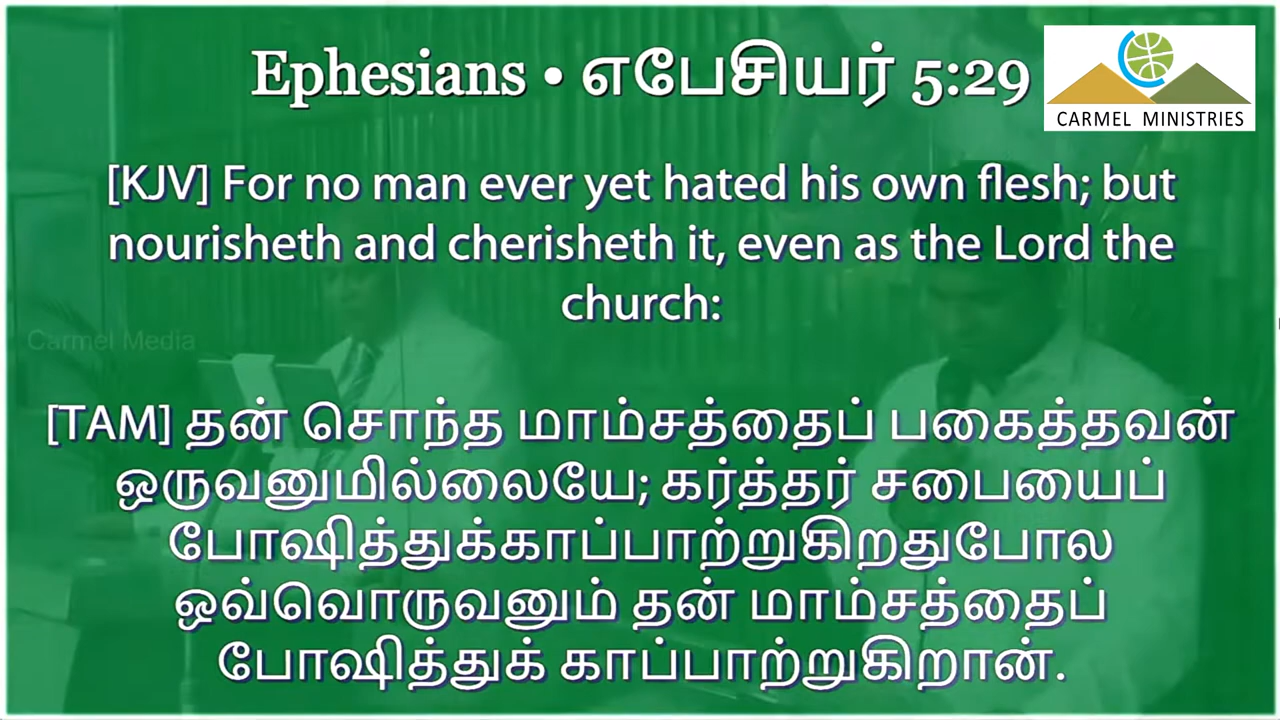 Ephesians • எபேசியர் 5:29
CARMEL MINISTRIES
[KJV] For no man ever yet hated his own flesh; but
nourisheth and cherisheth it, even as the Lord the
church:
Carmel Media
[TAM] தன் சொந்த மாம்சத்தைப் பகைத்தவன்
ஒருவனுமில்லையே; கர்த்தர் சபையைப்
போஷித்துக்காப்பாற்றுகிறதுபோல
ஒவ்வொருவனும் தன் மாம்சத்தைப்
போஷித்துக் காப்பாற்றுகிறான்.